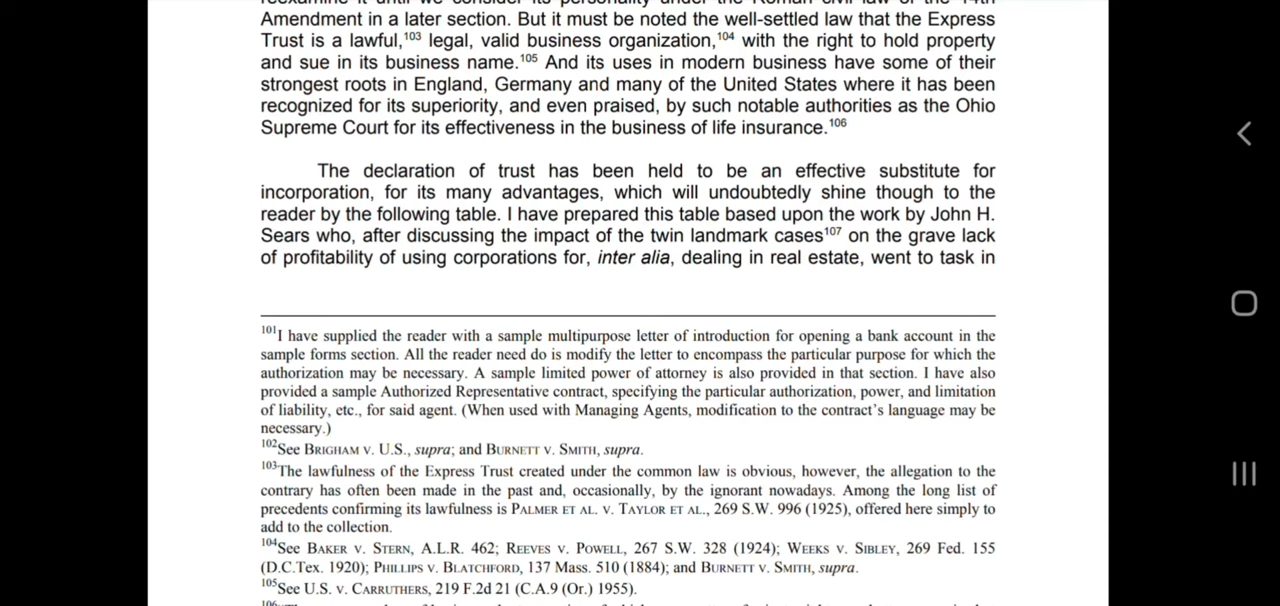 Amendment in a later section. But it must be noted the well-settled law that the Express
Trust is a lawful,103 legal, valid business organization,104 with the right to hold property
and sue in its business name.105 And its uses in modern business have some of their
strongest roots in England, Germany and many of the United States where it has been
recognized for its superiority, and even praised, by such notable authorities as the Ohio
Supreme Court for its effectiveness in the business of life insurance.106
The declaration of trust has been held to be an effective substitute for
incorporation, for its many advantages, which will undoubtedly shine though to the
reader by the following table. I have prepared this table based upon the work by John H.
Sears who, after discussing the impact of the twin landmark cases107 on the grave lack
of profitability of using corporations for, inter alia, dealing in real estate, went to task in
101I have supplied the reader with a sample multipurpose letter of introduction for opening a bank account in the
sample forms section. All the reader need do is modify the letter to encompass the particular purpose for which the
authorization may be necessary. A sample limited power of attorney is also provided in that section. I have also
provided a sample Authorized Representative contract, specifying the particular authorization, power, and limitation
of liability, etc., for said agent. (When used with Managing Agents, modification to the contract's language may be
necessary.)
102See BRIGHAM V. U.S., supra; and BURNETT V. SMITH, supra.
103The lawfulness of the Express Trust created under the common law is obvious, however, the allegation to the
contrary has often been made in the past and, occasionally, by the ignorant nowadays. Among the long list of
precedents confirming its lawfulness is PALMER ET AL. V. TAYLOR ET AL., 269 S.W. 996 (1925), offered here simply to
add to the collection.
104See BAKER V. STERN, A.L.R. 462; REEVES V. POWELL, 267 S.W. 328 (1924); WEEKS V. SIBLEY, 269 Fed. 155
(D.C.Tex. 1920); PHILLIPS V. BLATCHFORD, 137 Mass. 510 (1884); and BURNETT V. SMITH, supra.
105See U.S. V. CARRUTHERS, 219 F.2d 21 (C.A.9 (Or.) 1955).